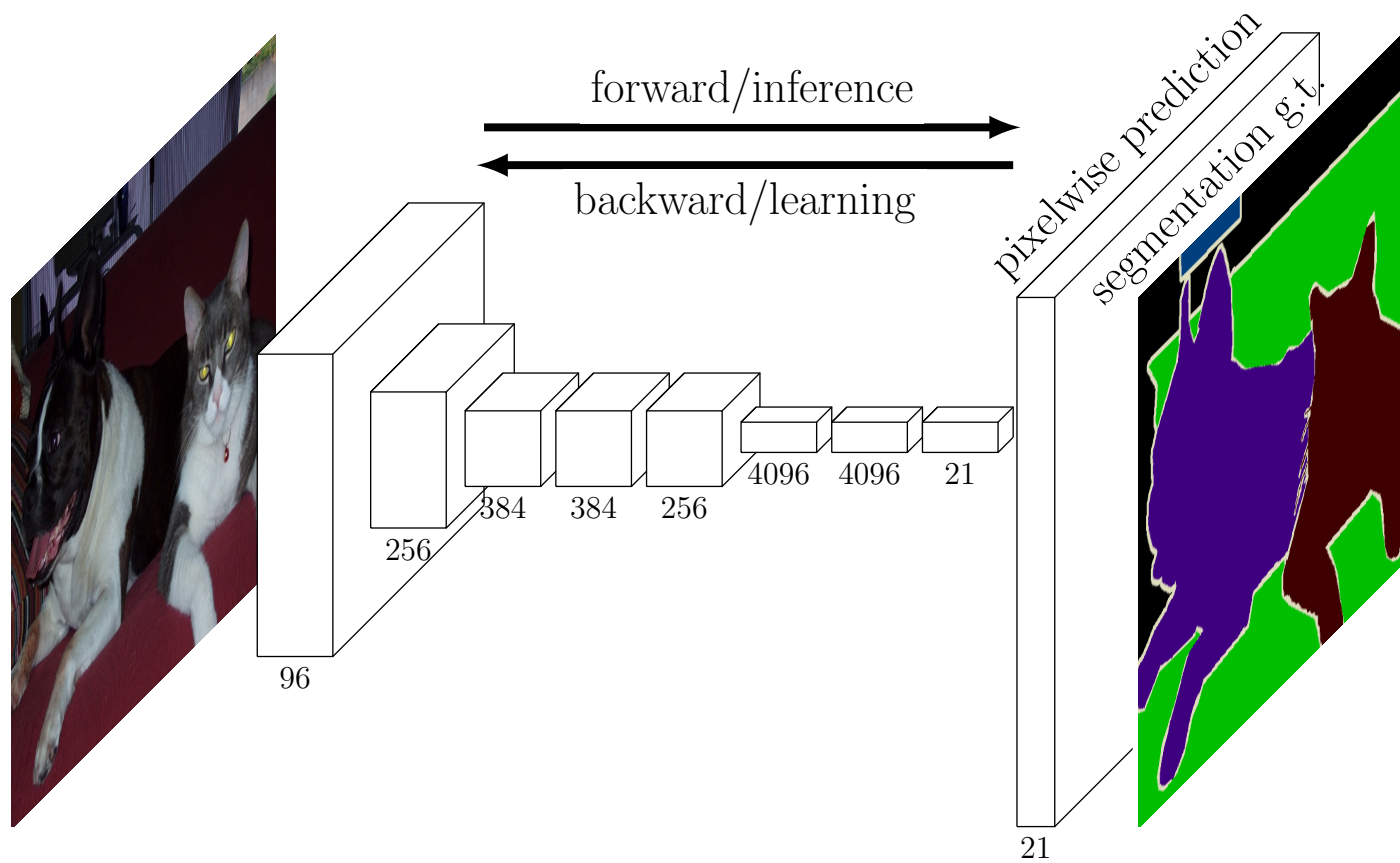 forward/inference
backward/learning
pixelwise prediction
segmentation g.t.
96
256
384
384
256
4096
4096
21
21